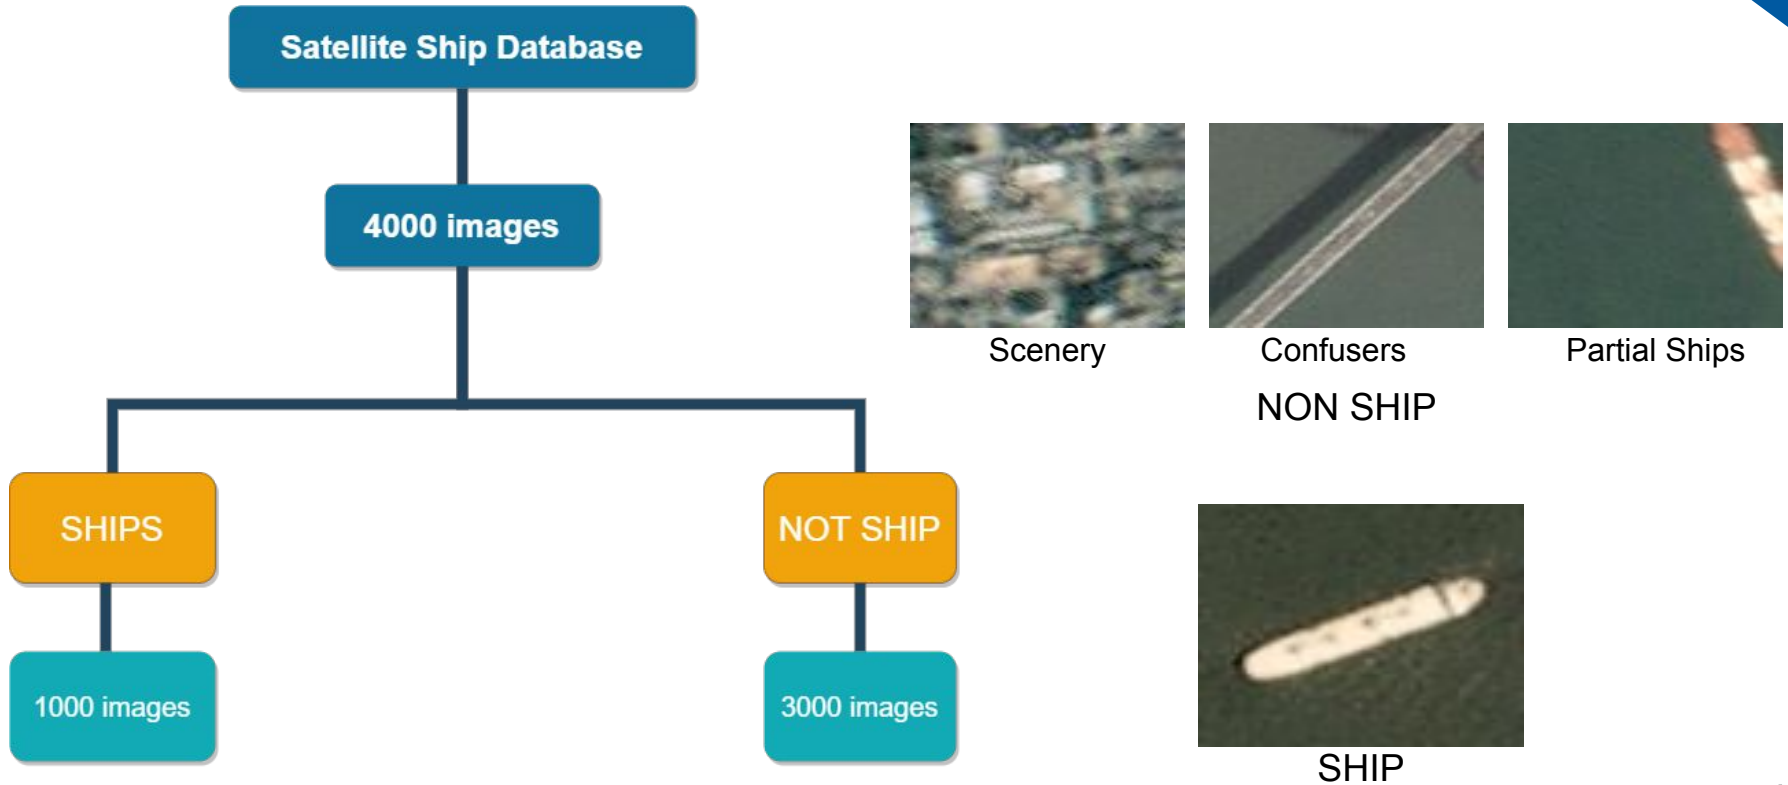 Satellite Ship Database
4000 images
SHIPS
NOT SHIP
1000 images
3000 images
Scenery
Confusers
Partial Ships
NON SHIP
SHIP